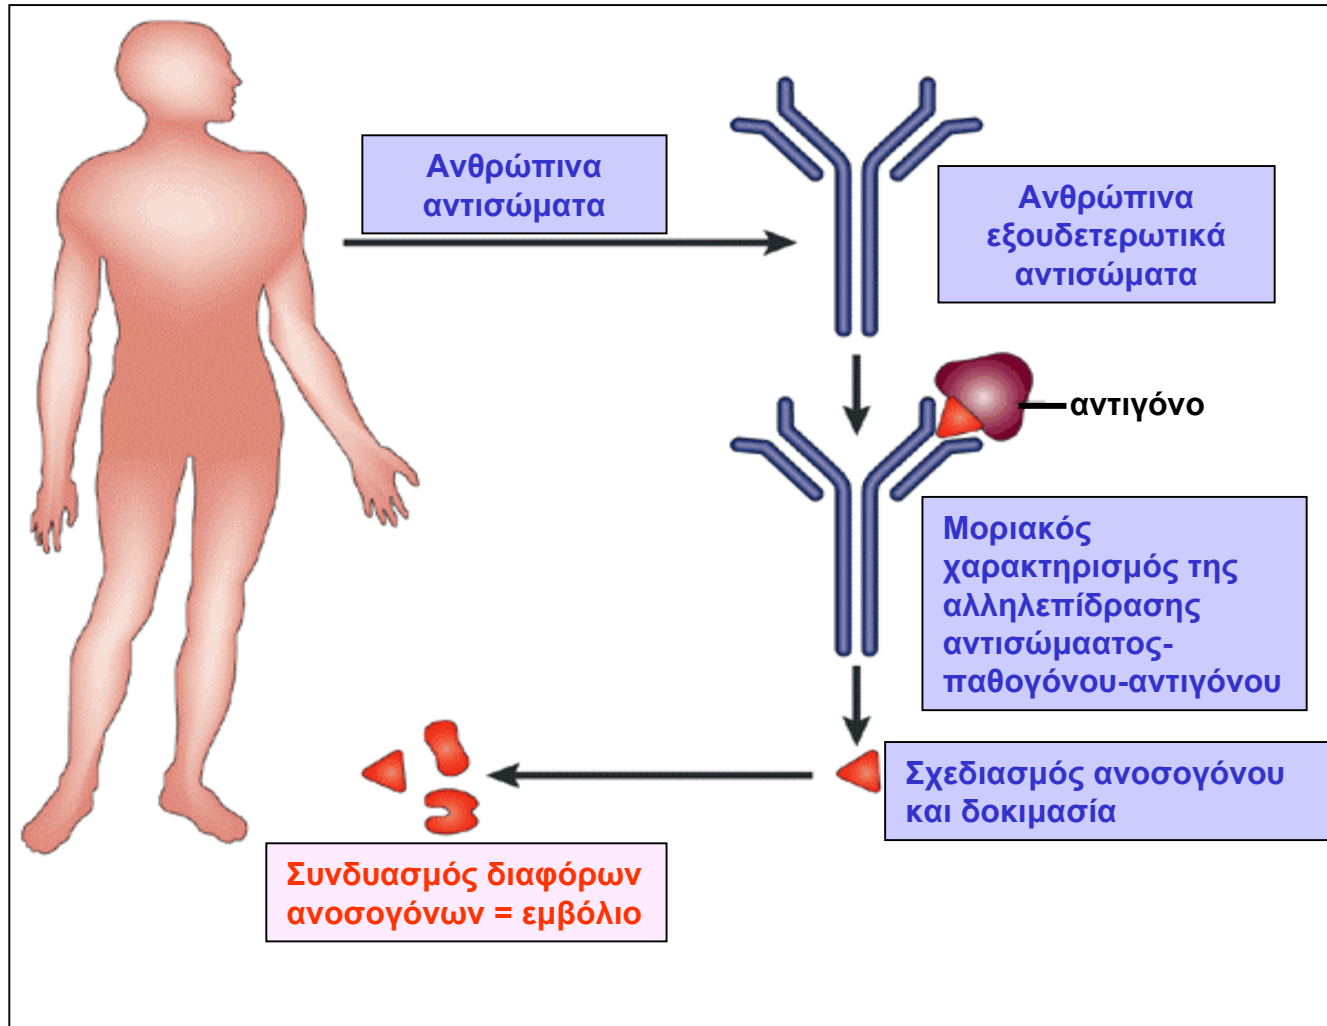 Ανθρώπινα
αντισώματα
Ανθρώπινα
εξουδετερωτικά
αντισώματα
αντιγόνο
Μοριακός
χαρακτηρισμός της
αλληλεπίδρασης
αντισώμαατος-
παθογόνου-αντιγόνου
Σχεδιασμός ανοσογόνου
και δοκιμασία
Συνδυασμός διαφόρων
ανοσογόνων = εμβόλιο